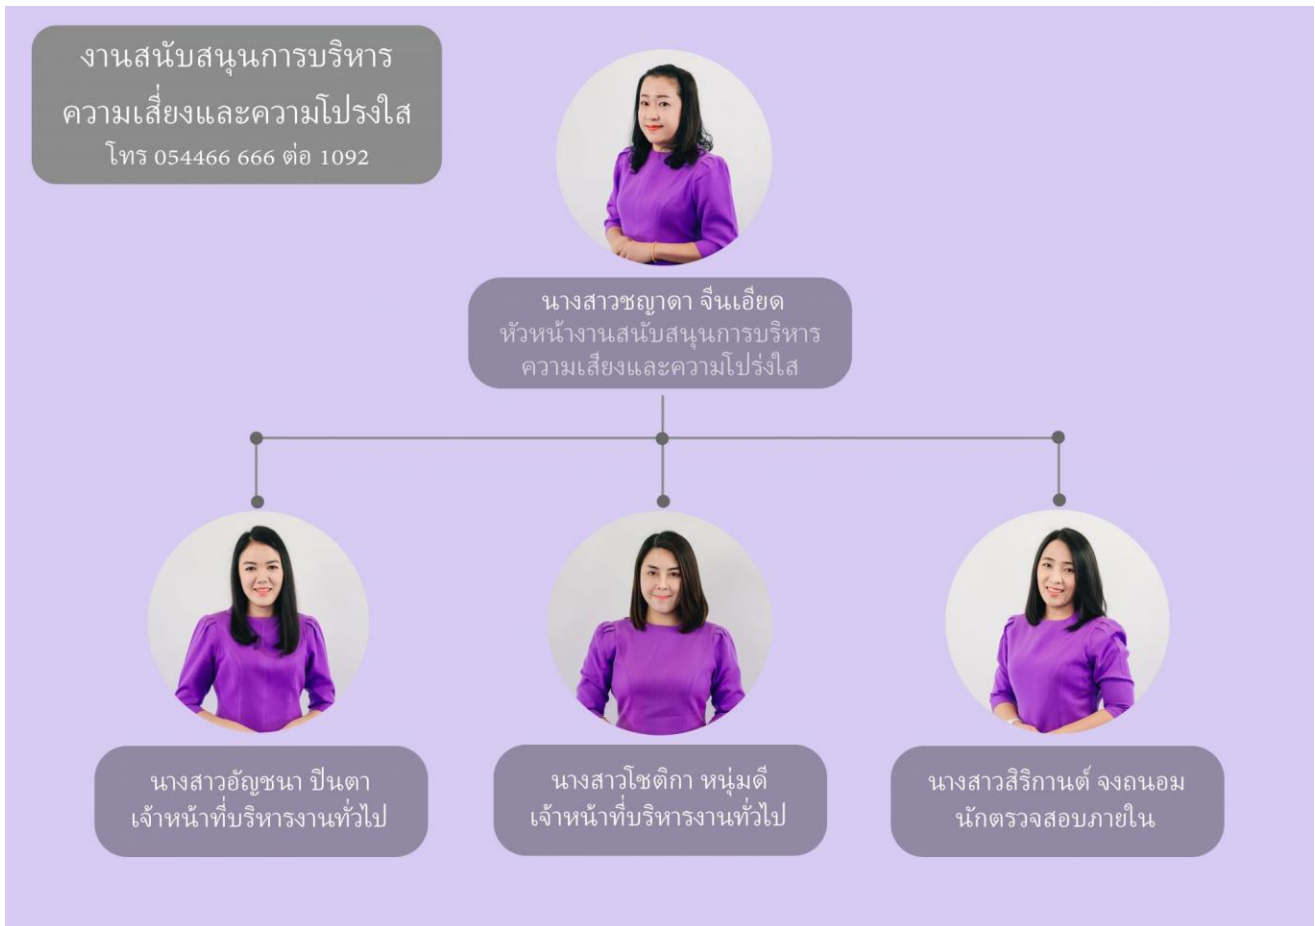 งานสนับสนุนการบริหาร
ความเสี่ยงและความโปรงใส
โทร 054466 666 ต่อ 1092
นางสาวชญาดา จีนเอียด
หัวหน้างานสนับสนุนการบริหาร
ความเสี่ยงและความโปร่งใส
นางสาวอัญชนา ปินตา
เจ้าหน้าที่บริหารงานทั่วไป
นางสาวโชติกา หนุ่มดี
เจ้าหน้าที่บริหารงานทั่วไป
นางสาวสิริกานต์ จงถนอม
นักตรวจสอบภายใน